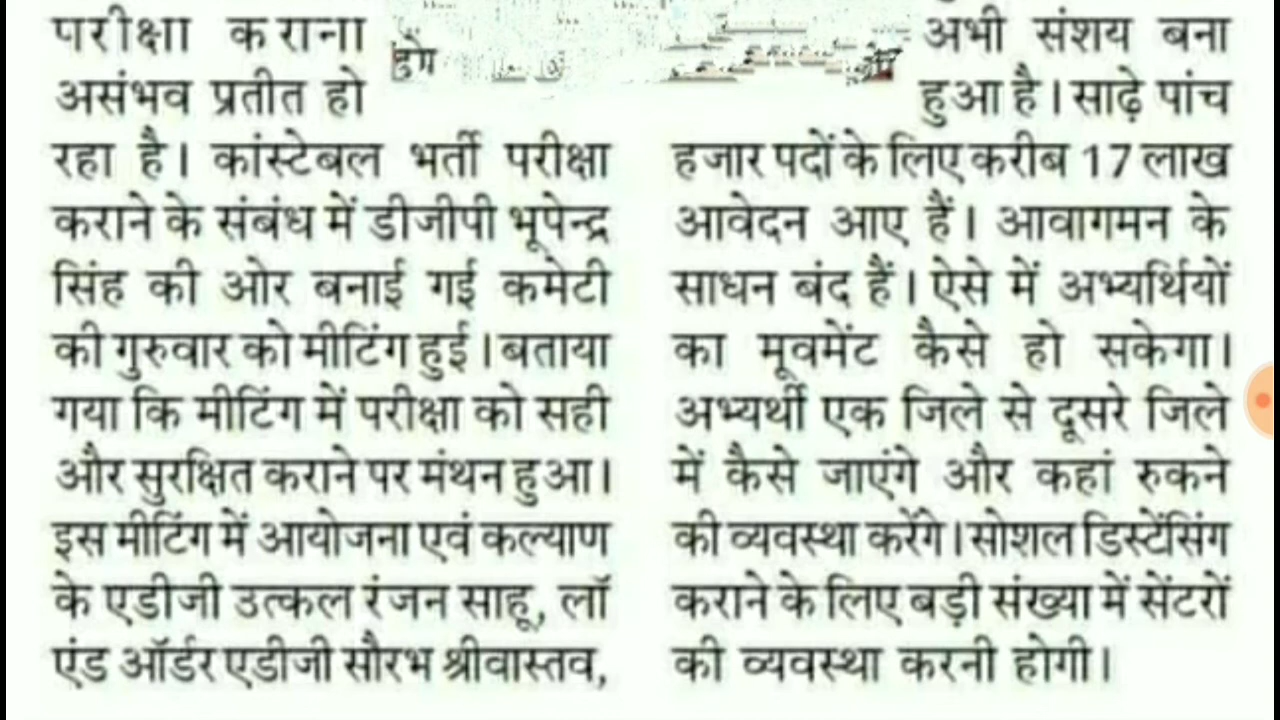 परीक्षा कराना
असंभव प्रतीत हो
रहा है। कांस्टेबल भर्ती परीक्षा
कराने के संबंध में डीजीपी भूपेन्द्र
सिंह की ओर बनाई गई कमेटी
की गुरुवार को मीटिंग हुई। बताया
गया कि मीटिंग में परीक्षा को सही
और सुरक्षित कराने पर मंथन हुआ।
इस मीटिंग में आयोजना एवं कल्याण
के एडीजी उत्कल रंजन साहू, लॉ
एंड ऑर्डर एडीजी सौरभ श्रीवास्तव,
अभी संशय बना
हुआ है। साढ़े पांच
हजार पदों के लिए करीब 17 लाख
आवेदन आए हैं। आवागमन के
साधन बंद हैं। ऐसे में अभ्यर्थियों
का मूवमेंट कैसे हो सकेगा।
अभ्यर्थी एक जिले से दूसरे जिले
में कैसे जाएंगे और कहां रुकने
की व्यवस्था करेंगे। सोशल डिस्टेंसिंग
कराने के लिए बड़ी संख्या में सेंटरों
की व्यवस्था करनी होगी।